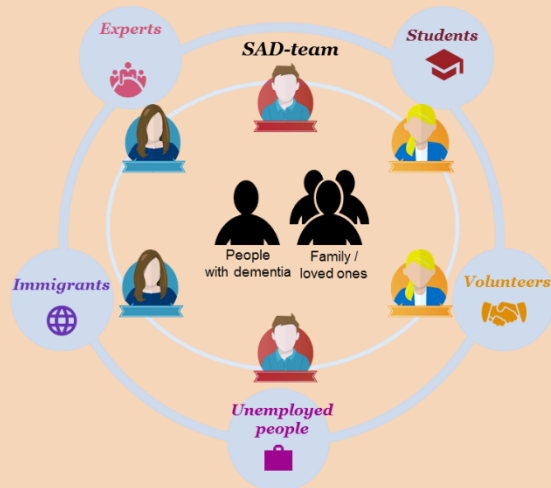 Experts
SAD-team
Students
People
with dementia
Family /
loved ones
Immigrants
Volunteers
Unemployed
people